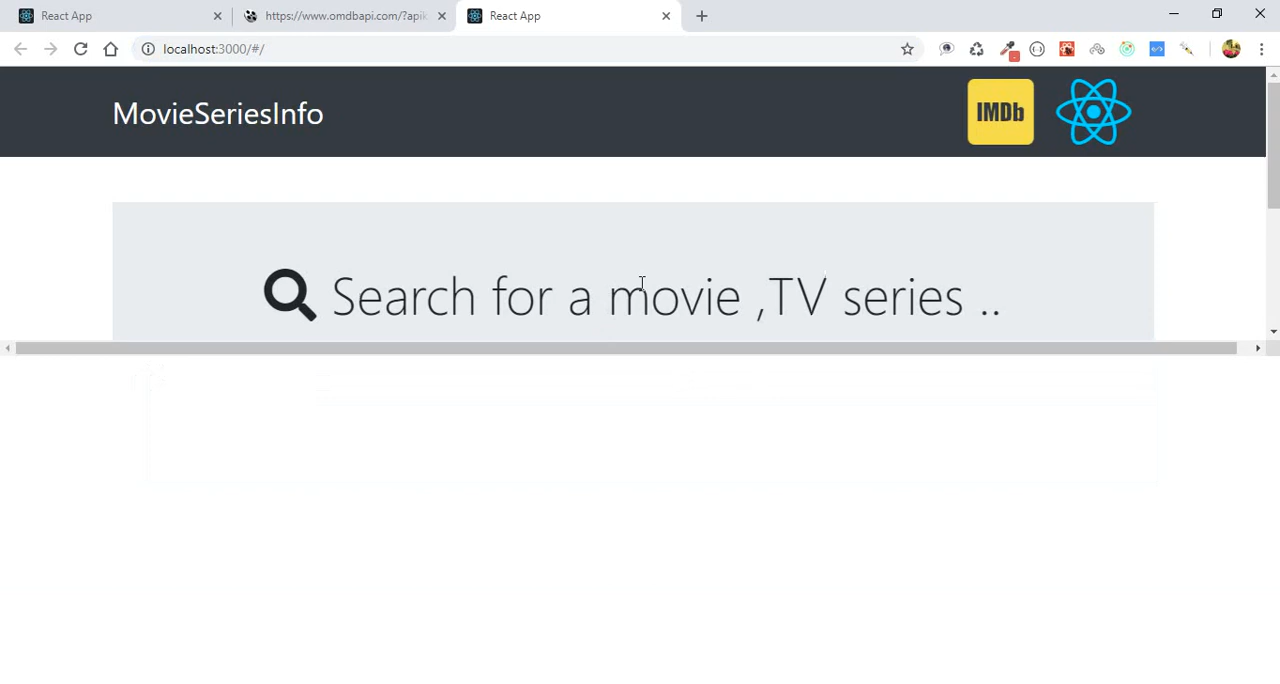 React App
https://www.omdbapi.com/?apik
React App
localhost:3000/#/
MovieSeriesInfo
IMDb
Search for a movie ,TV series ..